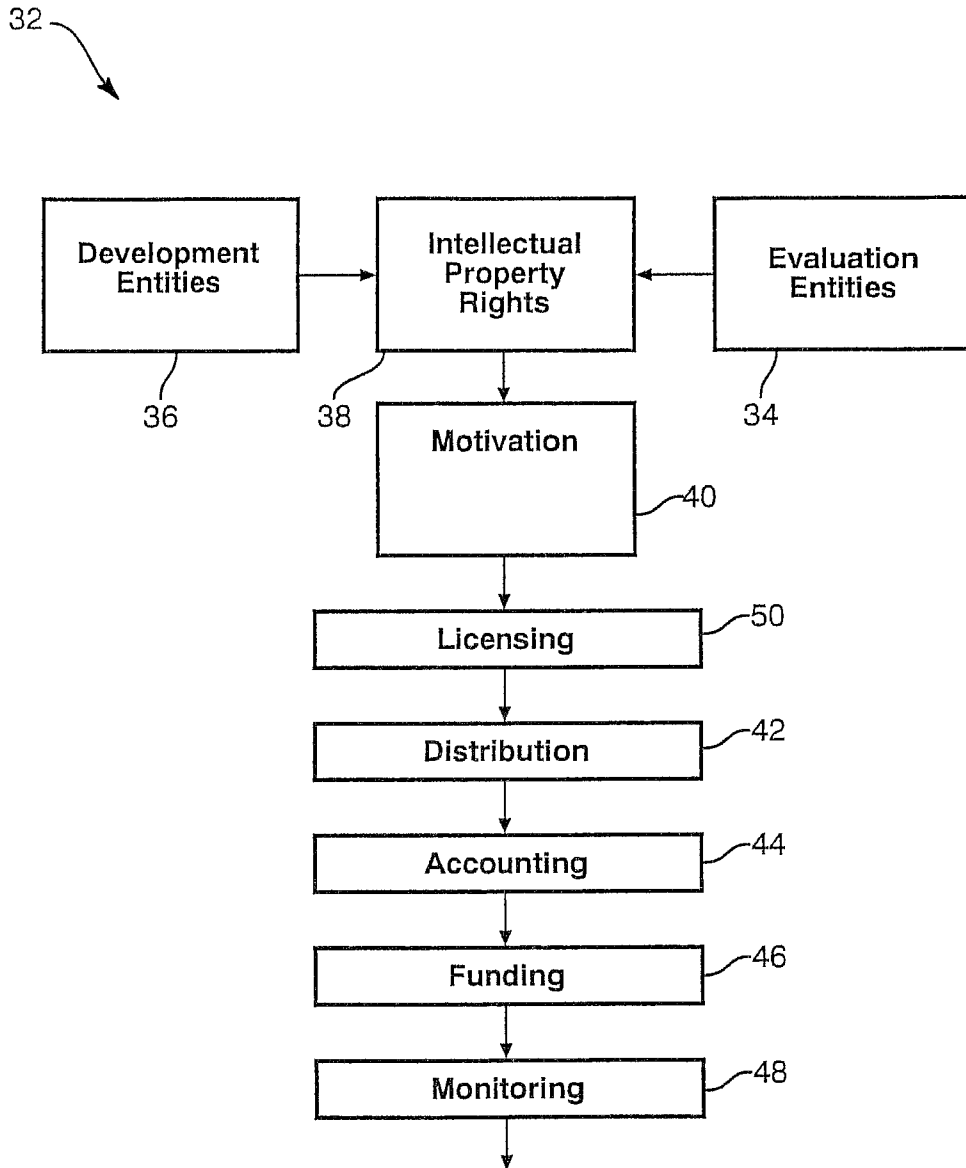 32
Development
Entities
Intellectual
Property
Rights
Evaluation
Entities
36
38
34
Motivation
40
Licensing
50
Distribution
42
Accounting
44
Funding
46
Monitoring
48